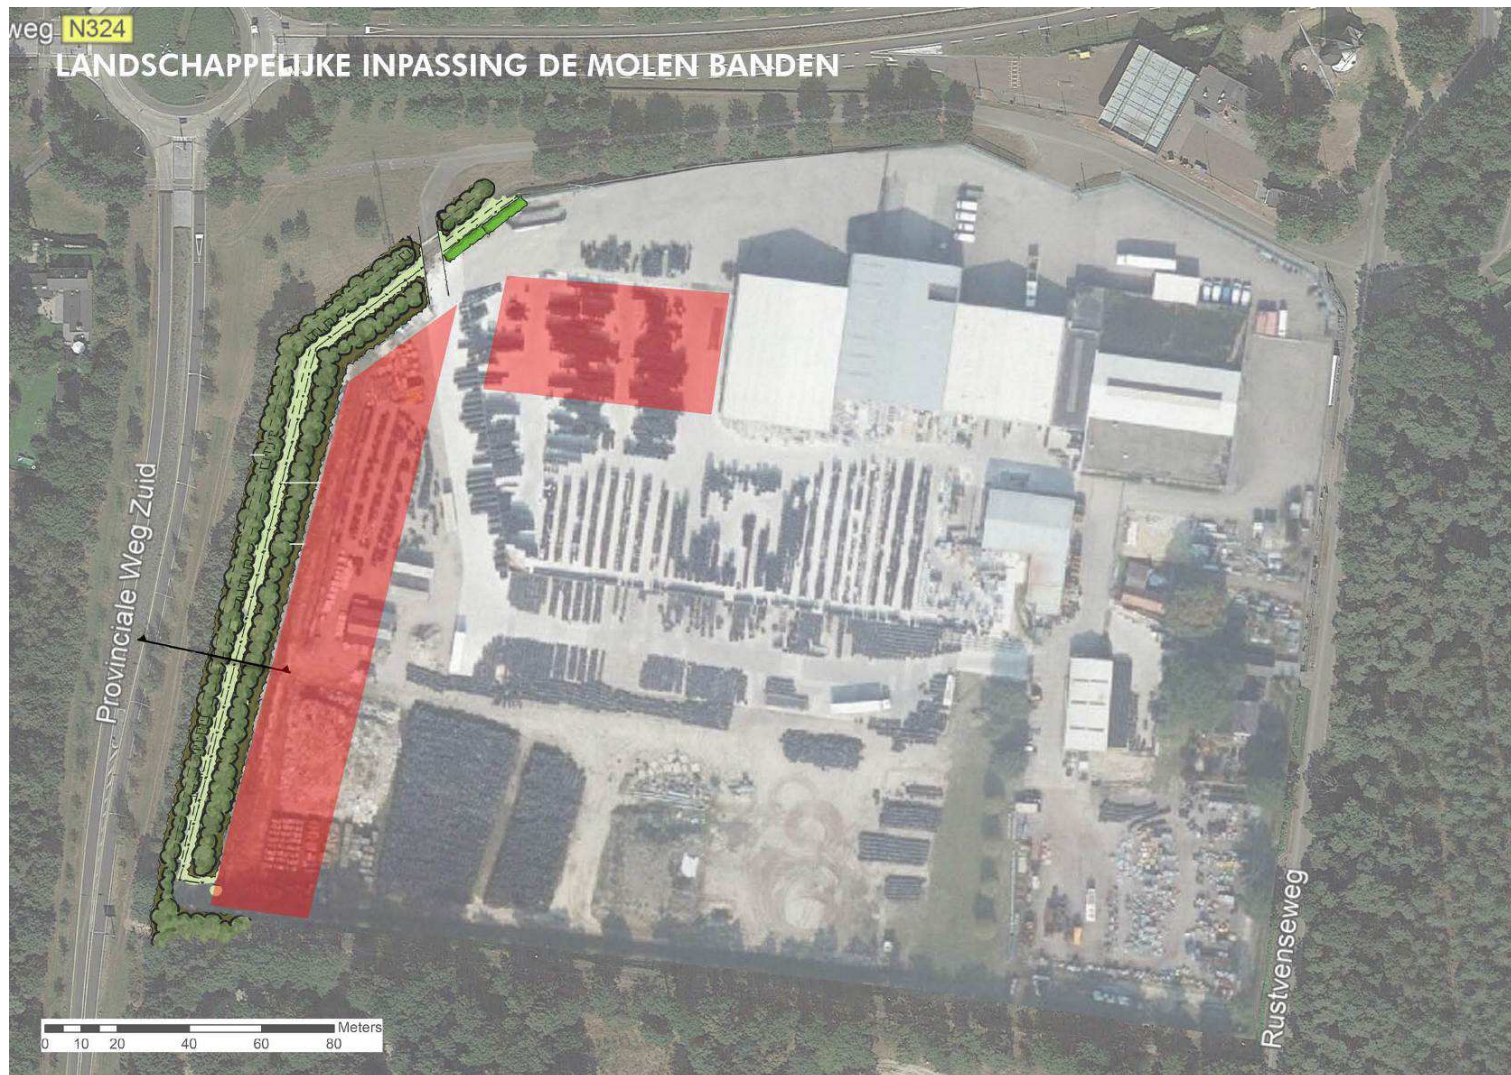 weg N324
LANDSCHAPPELIJKE INPASSING DE MOLEN BANDEN
Provinciale Weg Zuid
Rustvenseweg
Meters
0 10 20 40 60 80